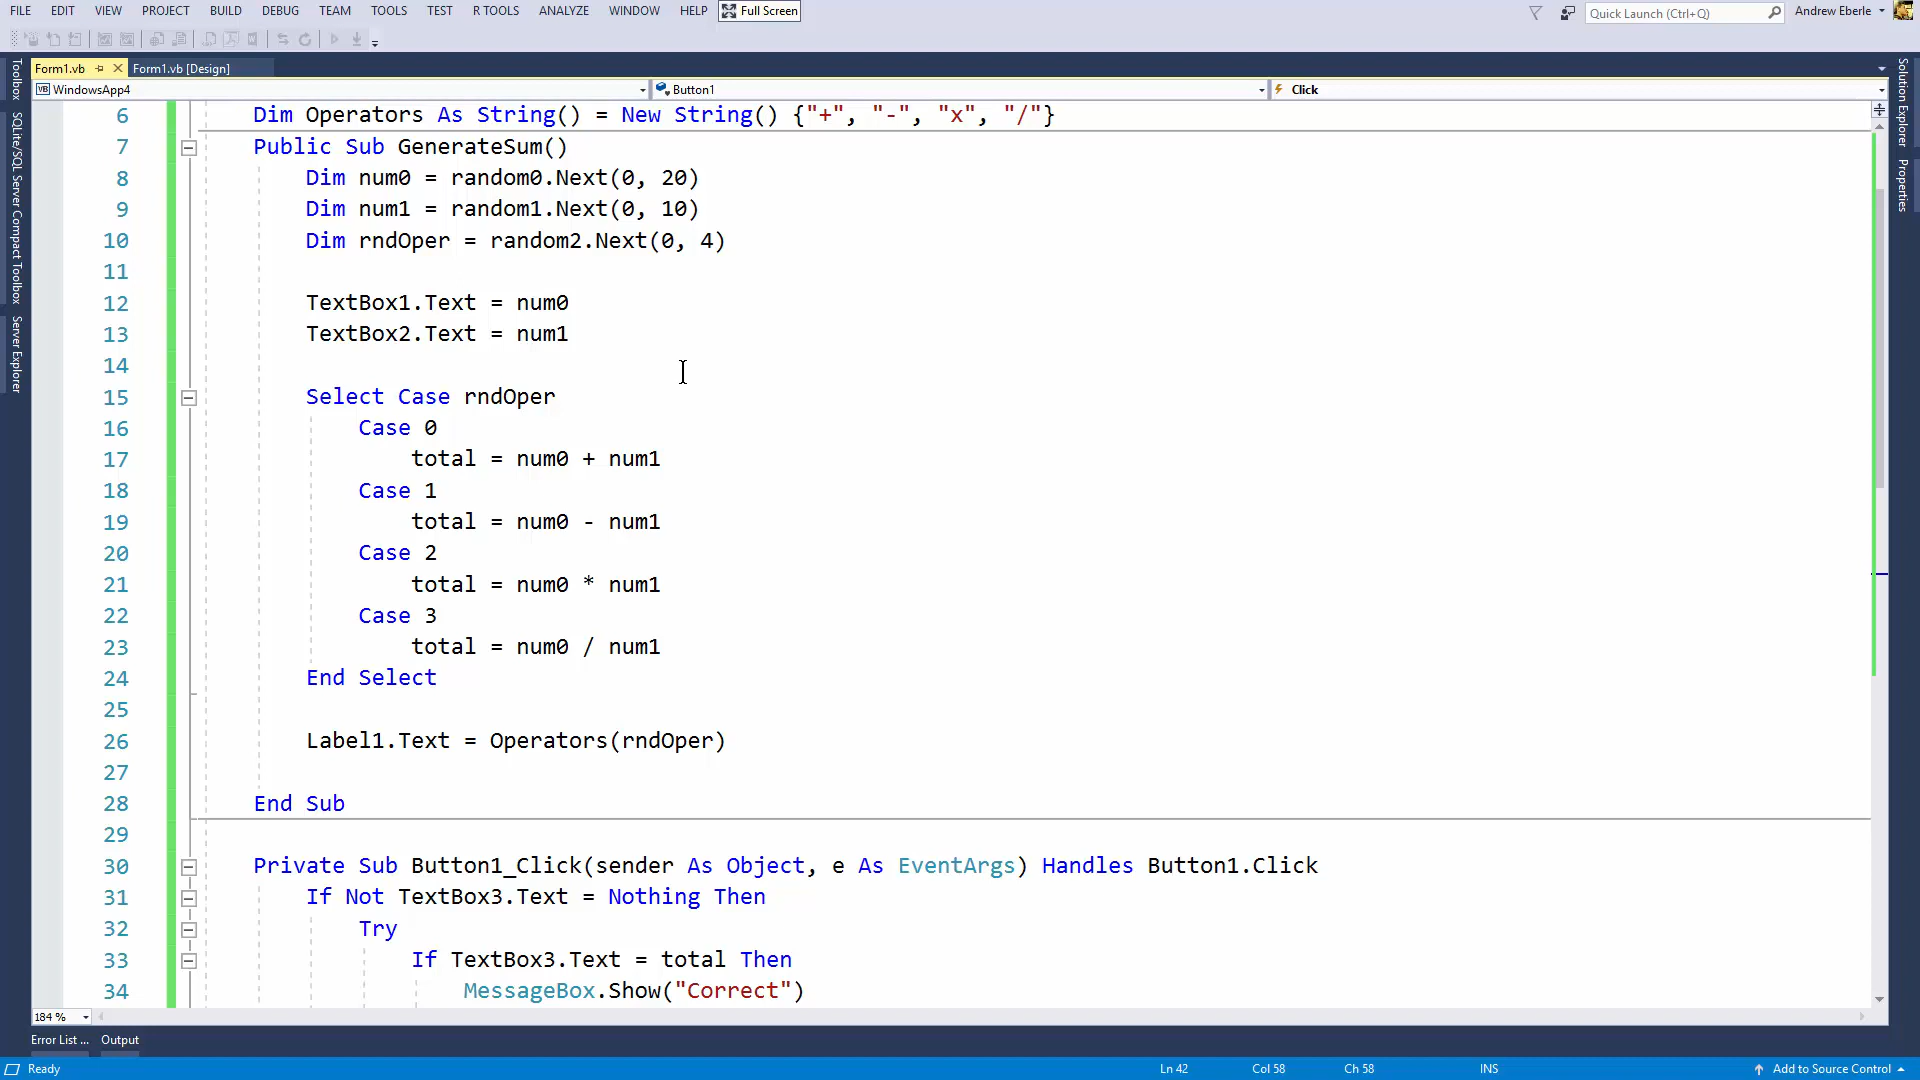 FILE EDIT VIEW PROJECT BUILD DEBUG TEAM TOOLS TEST R TOOLS ANALYZE WINDOW HELP Full Screen Quick Launch (Ctrl+Q) Andrew Eberle
Form1.vb Form1.vb [Design]
WindowsApp4 Button1 Click
Toolbox
SQLite/SQL Server Compact Toolbox
Server Explorer
6 Dim Operators As String() = New String() {"+", "-", "x", "/"}
7 Public Sub GenerateSum()
8 Dim num0 = random0.Next(0, 20)
9 Dim num1 = random1.Next(0, 10)
10 Dim rndOper = random2.Next(0, 4)
11
12 TextBox1.Text = num0
13 TextBox2.Text = num1
14
15 Select Case rndOper
16 Case 0
17 total = num0 + num1
18 Case 1
19 total = num0 - num1
20 Case 2
21 total = num0 * num1
22 Case 3
23 total = num0 / num1
24 End Select
25
26 Label1.Text = Operators(rndOper)
27
28 End Sub
29
30 Private Sub Button1_Click(sender As Object, e As EventArgs) Handles Button1.Click
31 If Not TextBox3.Text = Nothing Then
32 Try
33 If TextBox3.Text = total Then
34 MessageBox.Show("Correct")
Solution Explorer
Properties
184 %
Error List ... Output
Ready Ln 42 Col 58 Ch 58 INS Add to Source Control